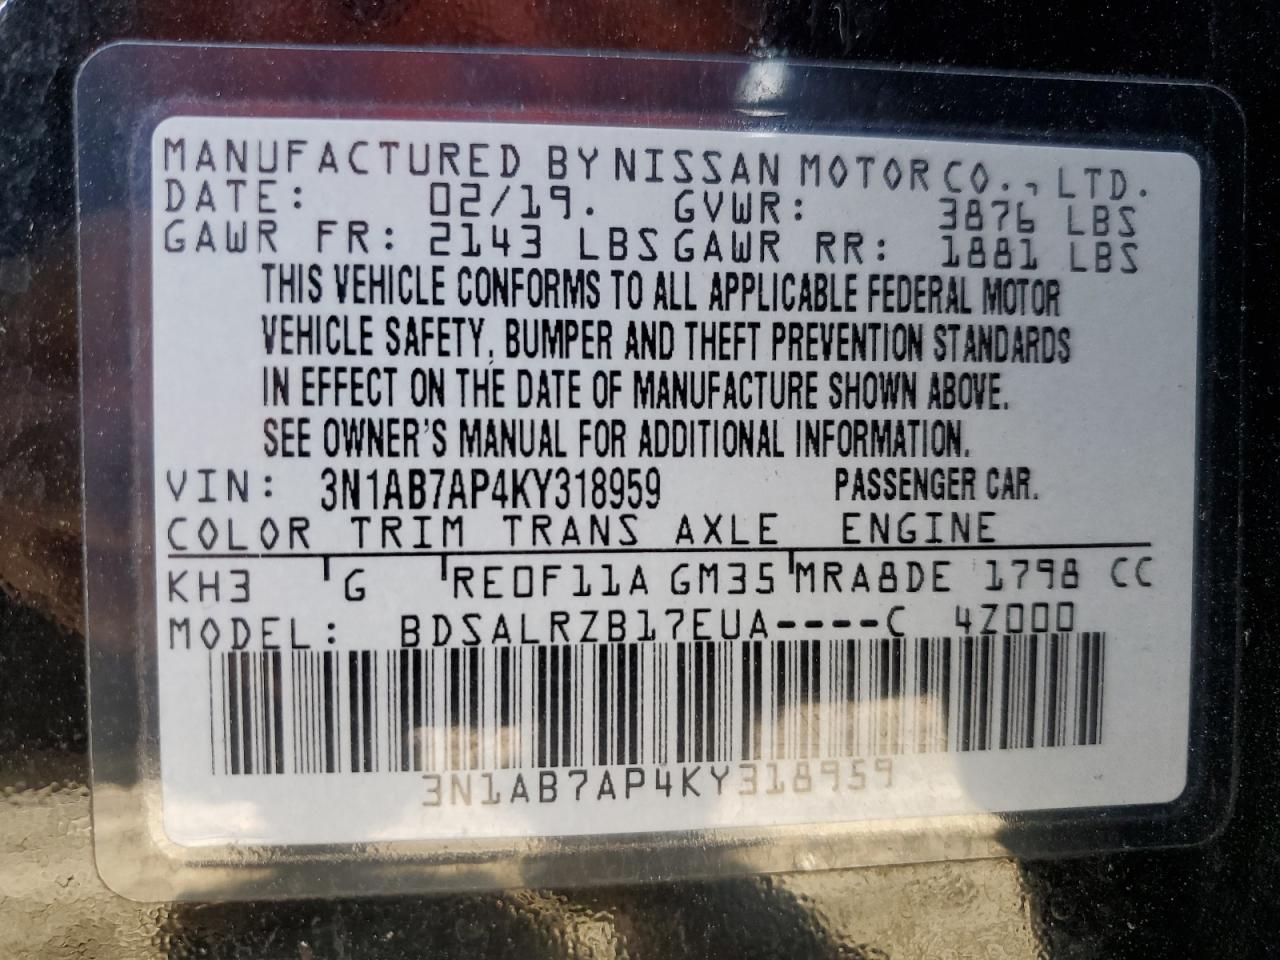 MANUFACTURED BY NISSAN MOTOR CO., LTD.
DATE: 02/19. GVWR: 3876 LBS
GAWR FR: 2143 LBS GAWR RR: 1881 LBS
THIS VEHICLE CONFORMS TO ALL APPLICABLE FEDERAL MOTOR
VEHICLE SAFETY, BUMPER AND THEFT PREVENTION STANDARDS
IN EFFECT ON THE DATE OF MANUFACTURE SHOWN ABOVE.
SEE OWNER'S MANUAL FOR ADDITIONAL INFORMATION.
VIN: 3N1AB7AP4KY318959 PASSENGER CAR.
COLOR TRIM TRANS AXLE ENGINE
KH3 G RE0F11A GM35 MRA8DE 1798 CC
MODEL: BDSALRZB17EUA----C 4Z000
3N1AB7AP4KY318959